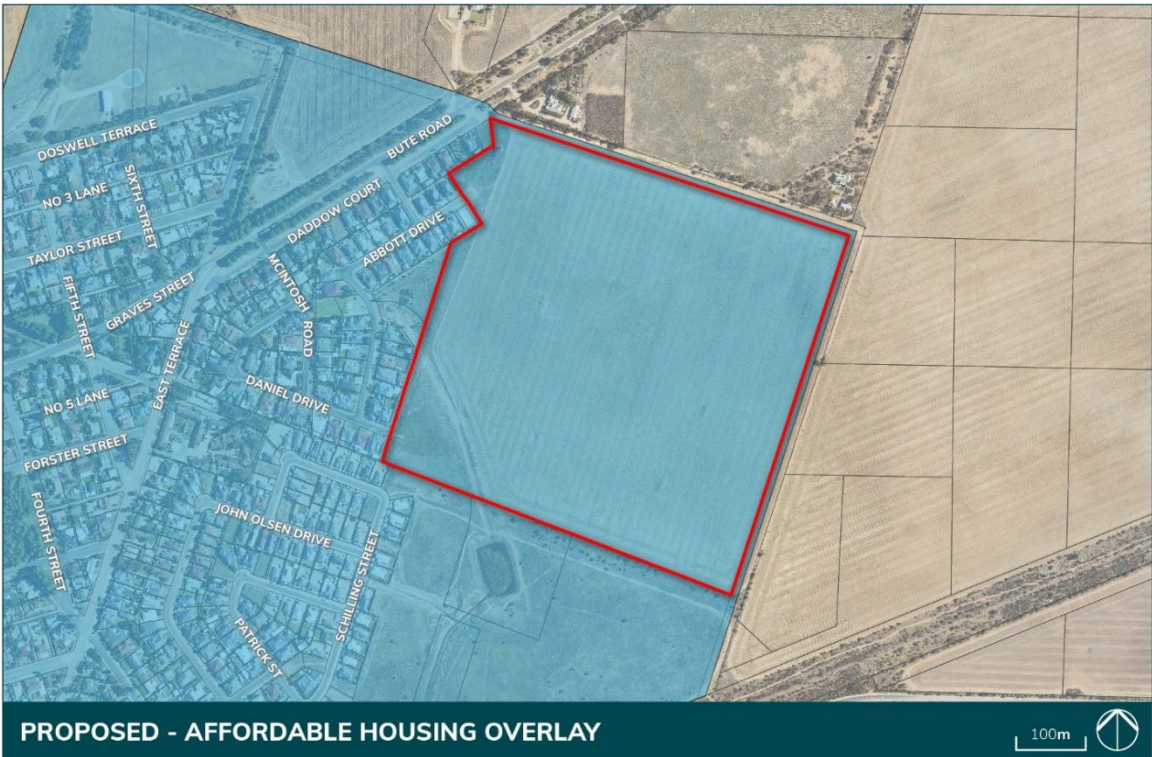 BUTE ROAD
DOSWELL TERRACE
DADDOW COURT
NO 3 LANE
SIXTH STREET
ABBOTT DRIVE
TAYLOR STREET
MCINTOSH ROAD
FIFTH STREET
GRAVES STREET
EAST TERRACE
DANIEL DRIVE
NO 5 LANE
FORSTER STREET
FOURTH STREET
JOHN OLSEN DRIVE
SCHILLING STREET
PATRICK ST
PROPOSED - AFFORDABLE HOUSING OVERLAY
100m